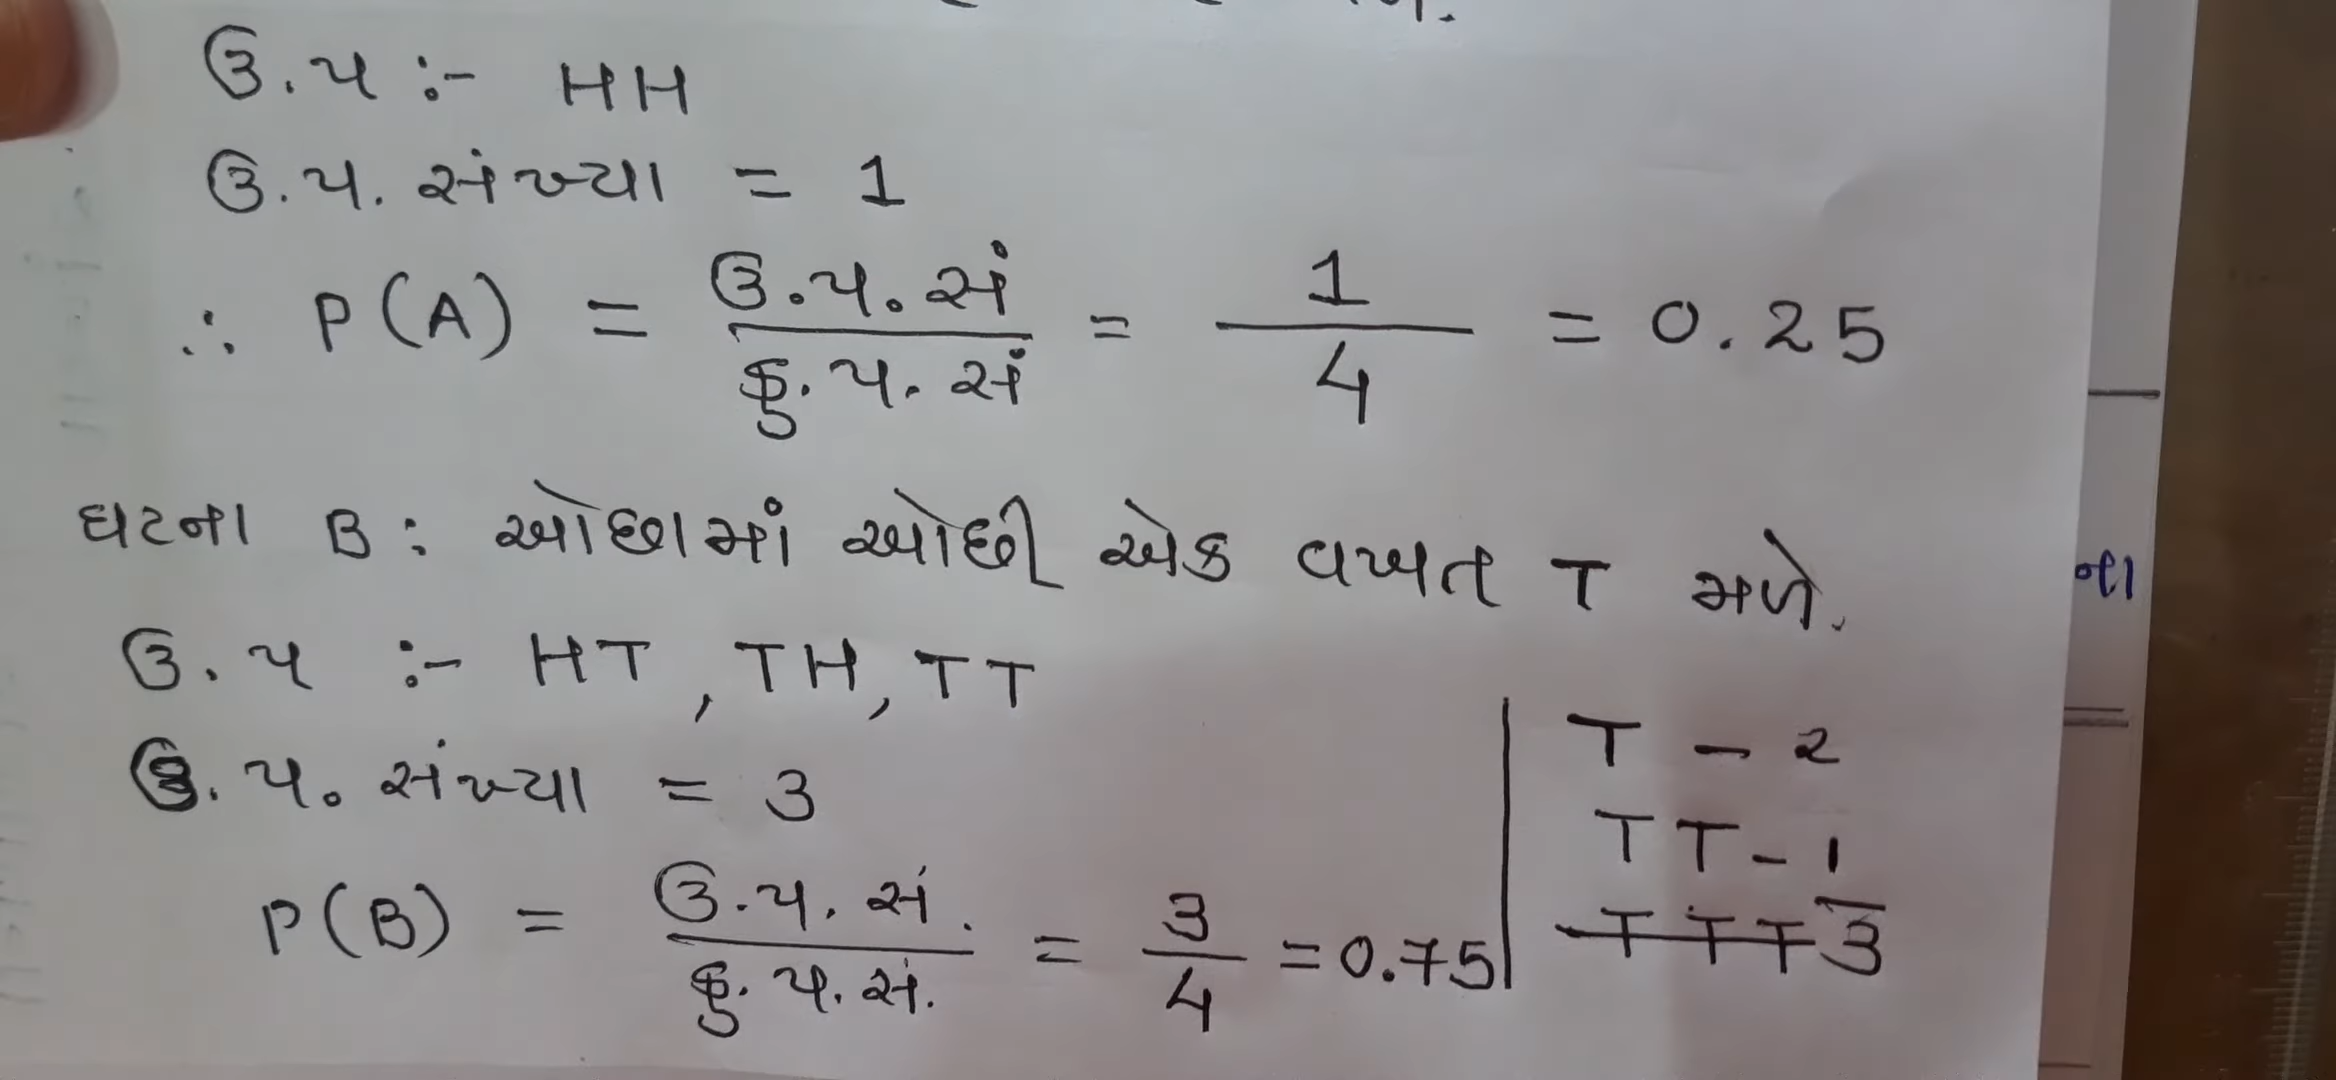 ઉ.પ :- HH
ઉ.પ. સંખ્યા = 1
∴ P(A) = ઉ.પ.સં / કુ.પ.સં = 1 / 4 = 0.25
ઘટના B : ઓછામાં ઓછી એક વખત T મળે.
ના
ઉ.પ :- HT, TH, TT
ઉ.પ. સંખ્યા = 3
P(B) = ઉ.પ.સં. / કુ.પ.સં. = 3 / 4 = 0.75
T - 2
TT - 1
TTT 3